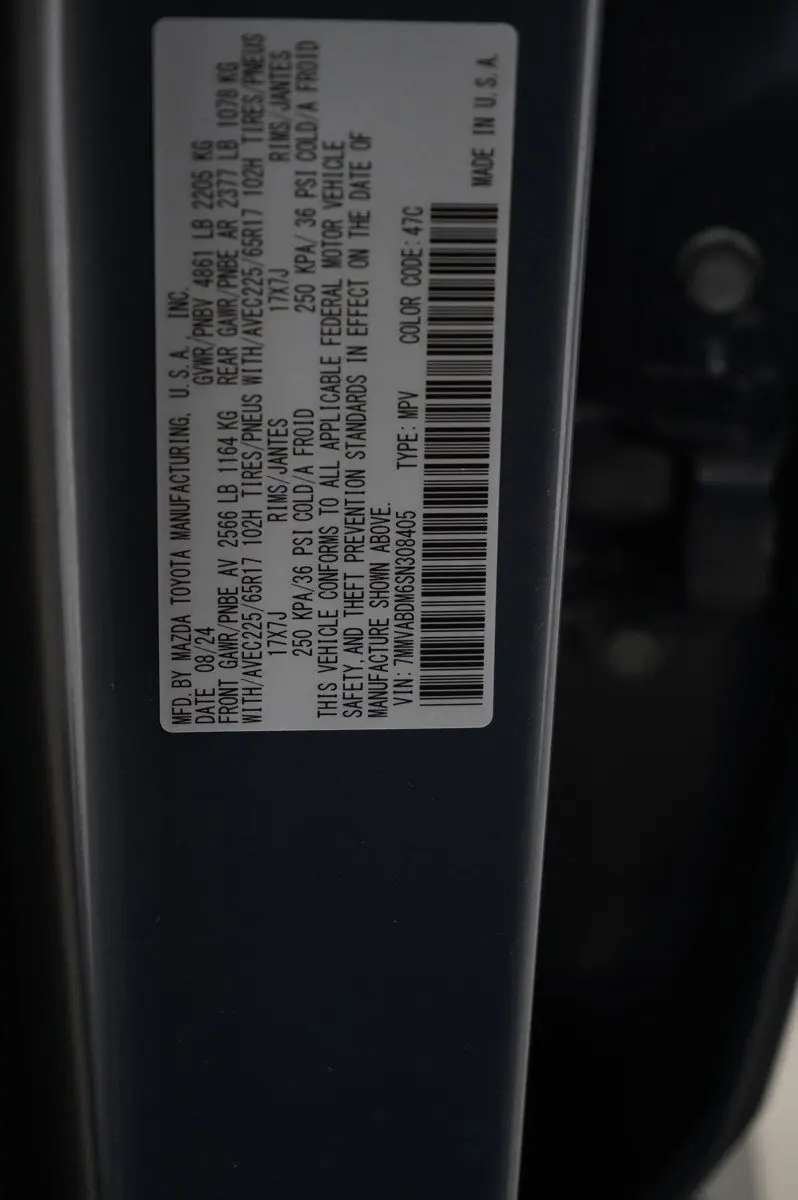 MFD. BY MAZDA TOYOTA MANUFACTURING, U.S.A. INC.
DATE 08/24 GVWR/PNBV 4861 LB 2205 KG
FRONT GAWR/PNBE AV 2566 LB 1164 KG REAR GAWR/PNBE AR 2377 LB 1078 KG
WITH/AVEC225/65R17 102H TIRES/PNEUS WITH/AVEC225/65R17 102H TIRES/PNEUS
17X7J RIMS/JANTES 17X7J RIMS/JANTES
250 KPA/36 PSI COLD/A FROID 250 KPA/ 36 PSI COLD/A FROID
THIS VEHICLE CONFORMS TO ALL APPLICABLE FEDERAL MOTOR VEHICLE
SAFETY, AND THEFT PREVENTION STANDARDS IN EFFECT ON THE DATE OF
MANUFACTURE SHOWN ABOVE.
VIN: 7MMVABDM6SN308405 TYPE: MPV COLOR CODE: 47C
MADE IN U.S.A.